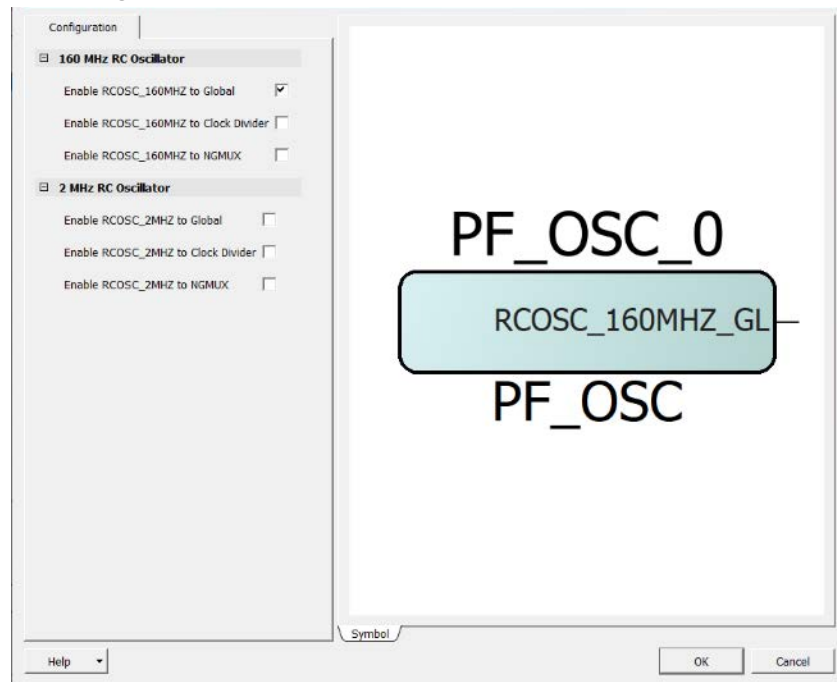 Configuration
160 MHz RC Oscillator
Enable RCOSC_160MHZ to Global
Enable RCOSC_160MHZ to Clock Divider
Enable RCOSC_160MHZ to NGMUX
2 MHz RC Oscillator
Enable RCOSC_2MHZ to Global
Enable RCOSC_2MHZ to Clock Divider
Enable RCOSC_2MHZ to NGMUX
PF_OSC_0
RCOSC_160MHZ_GL
PF_OSC
Symbol
Help
OK
Cancel